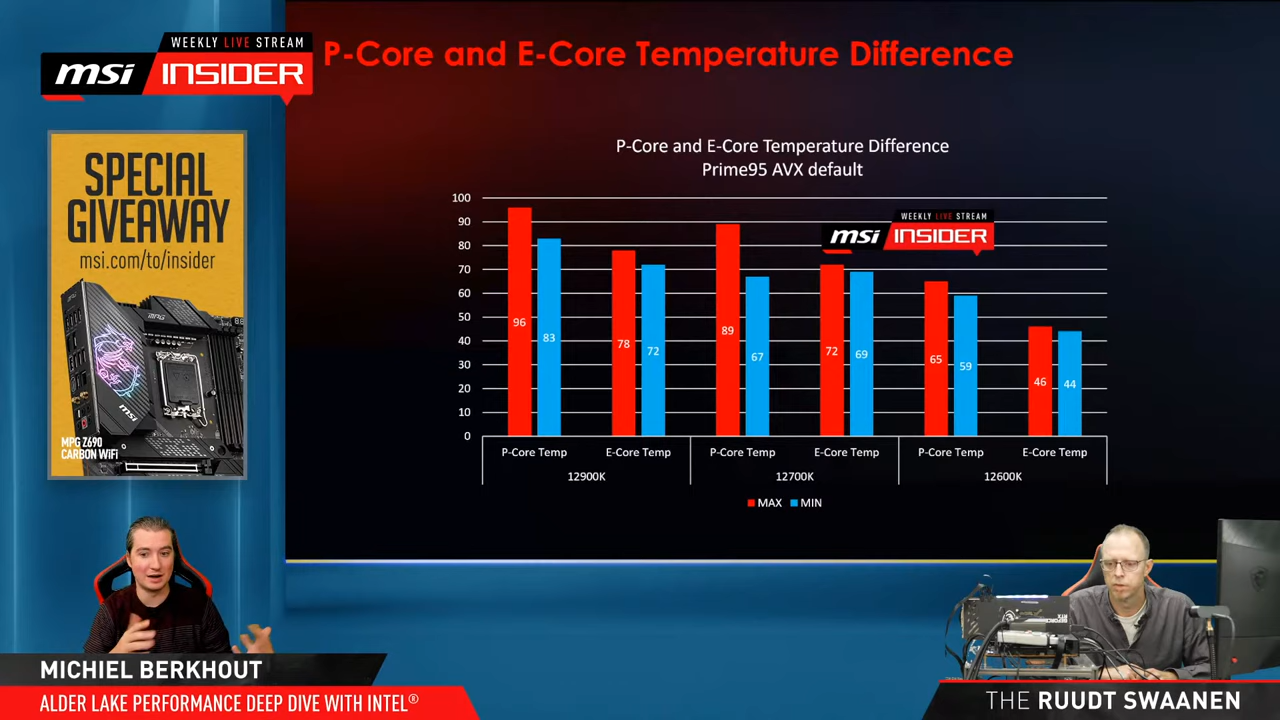 WEEKLY LIVE STREAM
msi INSIDER
P-Core and E-Core Temperature Difference
SPECIAL
GIVEAWAY
msi.com/to/insider
MPG
msi
MPG Z690
CARBON WiFi
P-Core and E-Core Temperature Difference
Prime95 AVX default
WEEKLY LIVE STREAM
msi INSIDER
100
90
80
70
60
50
40
30
20
10
0
96 83 78 72 89 67 72 69 65 59 46 44
P-Core Temp E-Core Temp P-Core Temp E-Core Temp P-Core Temp E-Core Temp
12900K 12700K 12600K
MAX MIN
GEFORCE RTX
MICHIEL BERKHOUT
ALDER LAKE PERFORMANCE DEEP DIVE WITH INTEL®
THE RUUDT SWAANEN